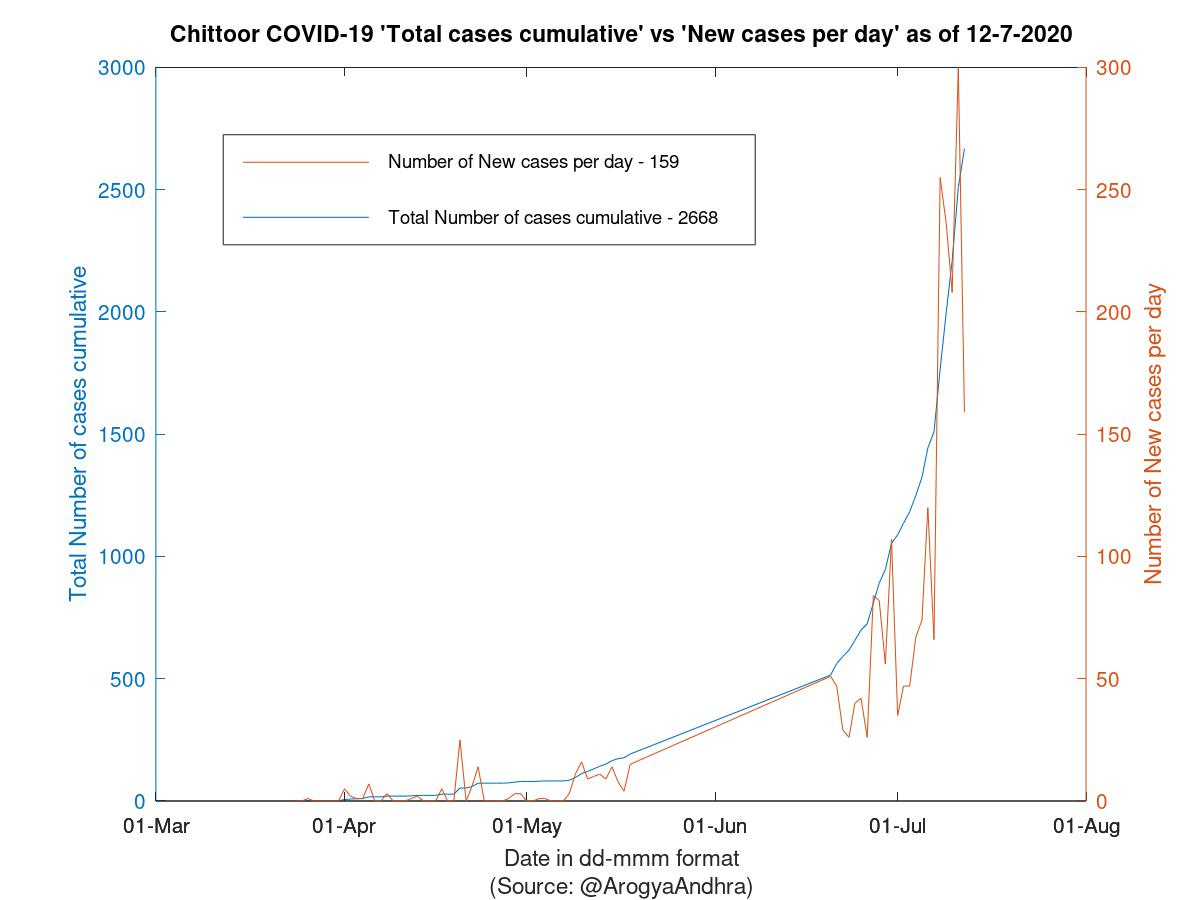 Chittoor COVID-19 'Total cases cumulative' vs 'New cases per day' as of 12-7-2020
3000
2500
2000
1500
1000
500
0
Total Number of cases cumulative
300
250
200
150
100
50
0
Number of New cases per day
Number of New cases per day - 159
Total Number of cases cumulative - 2668
01-Mar 01-Apr 01-May 01-Jun 01-Jul 01-Aug
Date in dd-mmm format
(Source: @ArogyaAndhra)